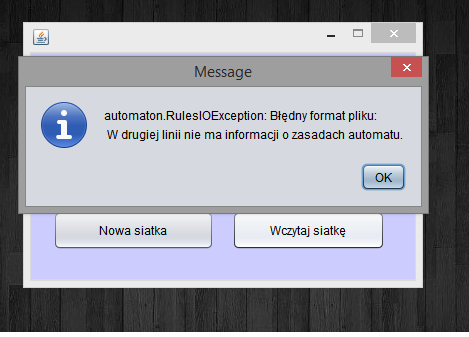 Message
automaton.RulesIOException: Błędny format pliku:
W drugiej linii nie ma informacji o zasadach automatu.
OK
Nowa siatka
Wczytaj siatkę